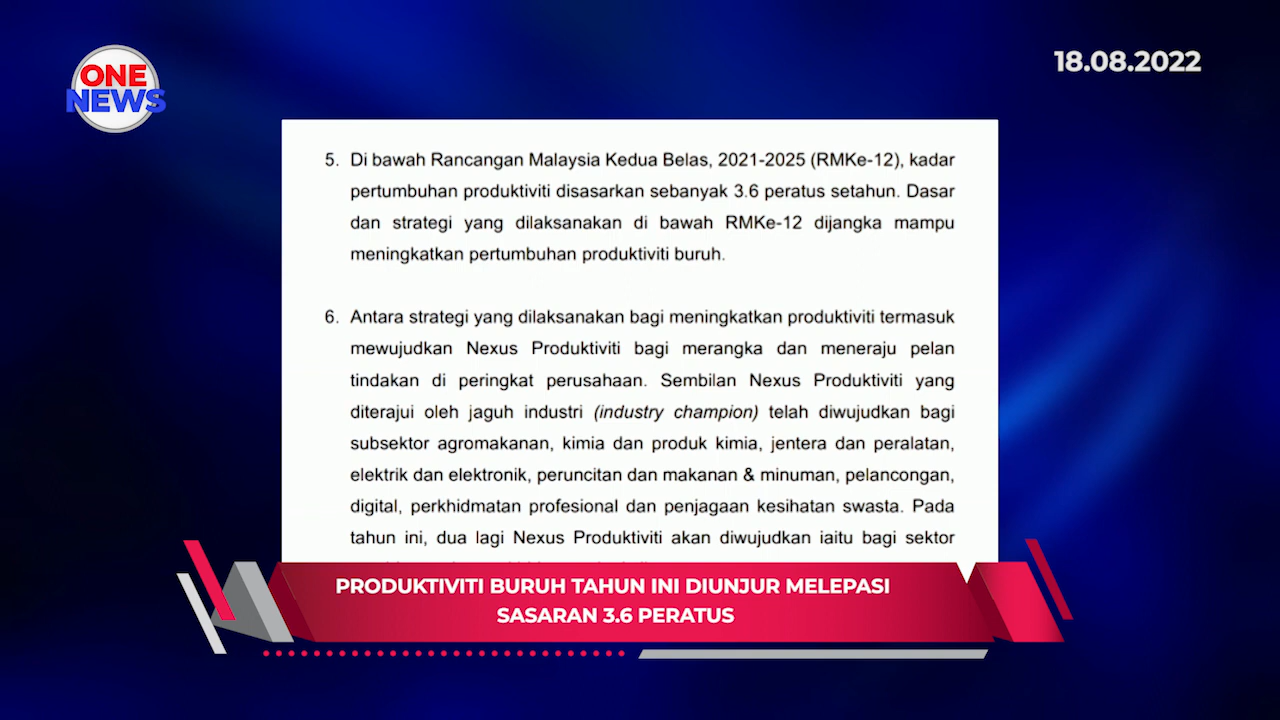 ONE
NEWS
18.08.2022
5. Di bawah Rancangan Malaysia Kedua Belas, 2021-2025 (RMKe-12), kadar
pertumbuhan produktiviti disasarkan sebanyak 3.6 peratus setahun. Dasar
dan strategi yang dilaksanakan di bawah RMKe-12 dijangka mampu
meningkatkan pertumbuhan produktiviti buruh.
6. Antara strategi yang dilaksanakan bagi meningkatkan produktiviti termasuk
mewujudkan Nexus Produktiviti bagi merangka dan meneraju pelan
tindakan di peringkat perusahaan. Sembilan Nexus Produktiviti yang
diterajui oleh jaguh industri (industry champion) telah diwujudkan bagi
subsektor agromakanan, kimia dan produk kimia, jentera dan peralatan,
elektrik dan elektronik, peruncitan dan makanan & minuman, pelancongan,
digital, perkhidmatan profesional dan penjagaan kesihatan swasta. Pada
tahun ini, dua lagi Nexus Produktiviti akan diwujudkan iaitu bagi sektor
PRODUKTIVITI BURUH TAHUN INI DIUNJUR MELEPASI
SASARAN 3.6 PERATUS